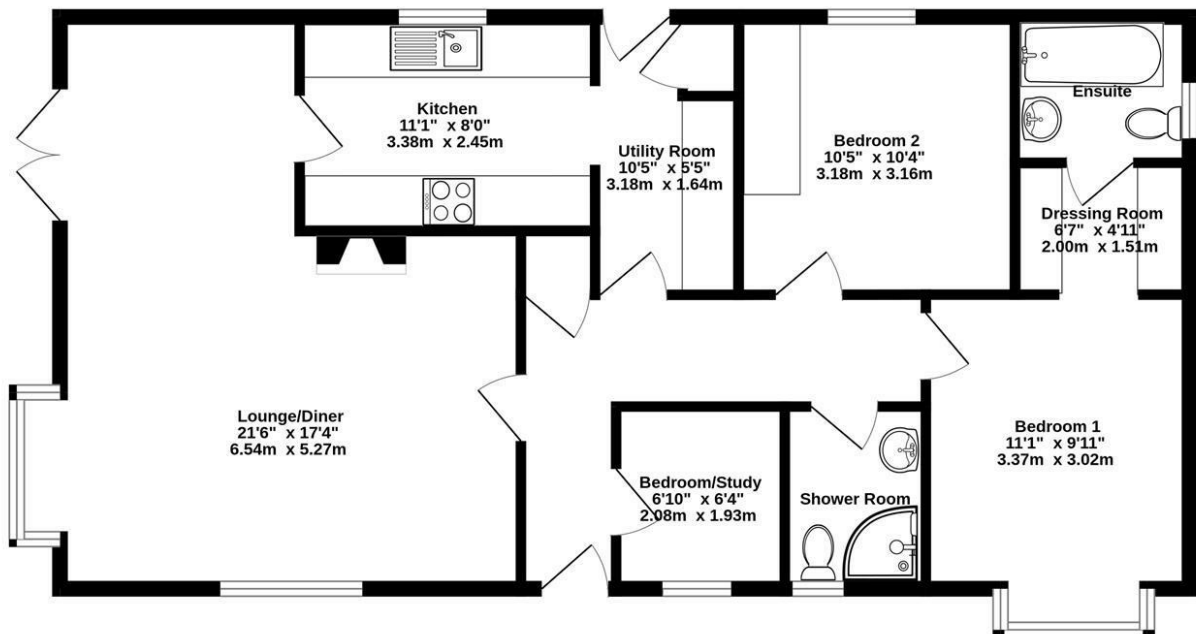 Kitchen
11'1" x 8'0"
3.38m x 2.45m
Utility Room
10'5" x 5'5"
3.18m x 1.64m
Bedroom 2
10'5" x 10'4"
3.18m x 3.16m
Ensuite
Dressing Room
6'7" x 4'11"
2.00m x 1.51m
Lounge/Diner
21'6" x 17'4"
6.54m x 5.27m
Bedroom/Study
6'10" x 6'4"
2.08m x 1.93m
Shower Room
Bedroom 1
11'1" x 9'11"
3.37m x 3.02m